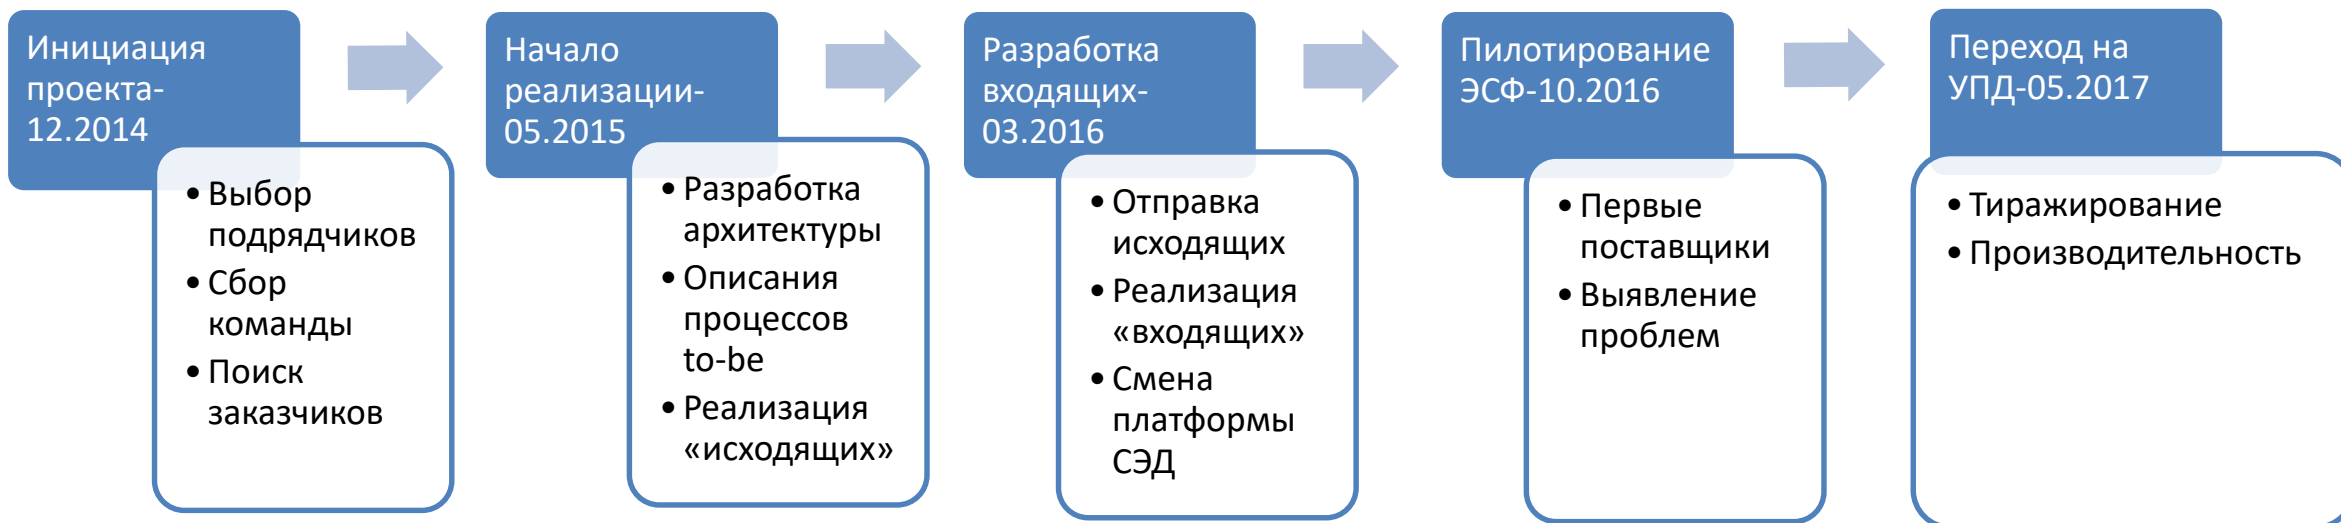 Инициация
проекта-
12.2014
• Выбор
подрядчиков
• Сбор
команды
• Поиск
заказчиков
Начало
реализации-
05.2015
• Разработка
архитектуры
• Описания
процессов
to-be
• Реализация
«исходящих»
Разработка
входящих-
03.2016
• Отправка
исходящих
• Реализация
«входящих»
• Смена
платформы
СЭД
Пилотирование
ЭСФ-10.2016
• Первые
поставщики
• Выявление
проблем
Переход на
УПД-05.2017
• Тиражирование
• Производительность